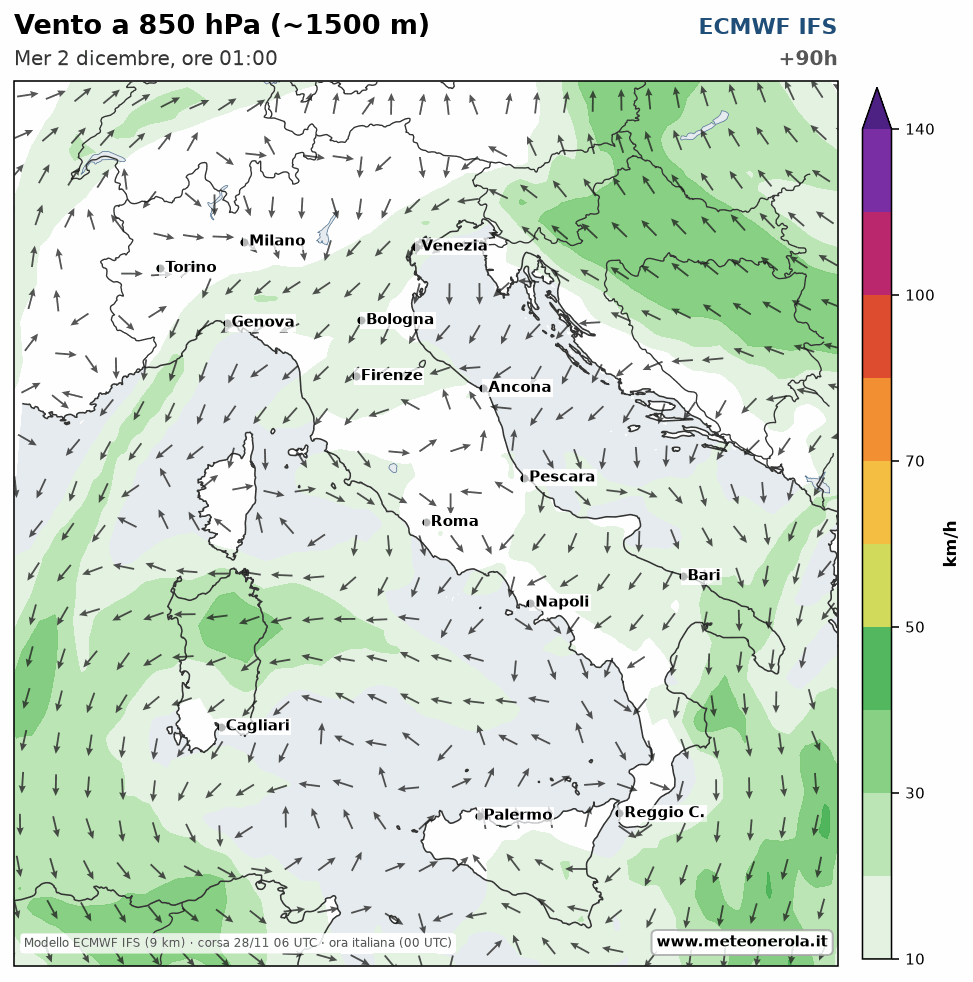 Vento a 850 hPa (~1500 m)
ECMWF IFS
Mer 2 dicembre, ore 01:00
+90h
Milano
Venezia
Torino
Genova
Bologna
Firenze
Ancona
Pescara
Roma
Bari
Napoli
Cagliari
Palermo
Reggio C.
140
100
70
50
30
10
km/h
Modello ECMWF IFS (9 km) · corsa 28/11 06 UTC · ora italiana (00 UTC)
www.meteonerola.it